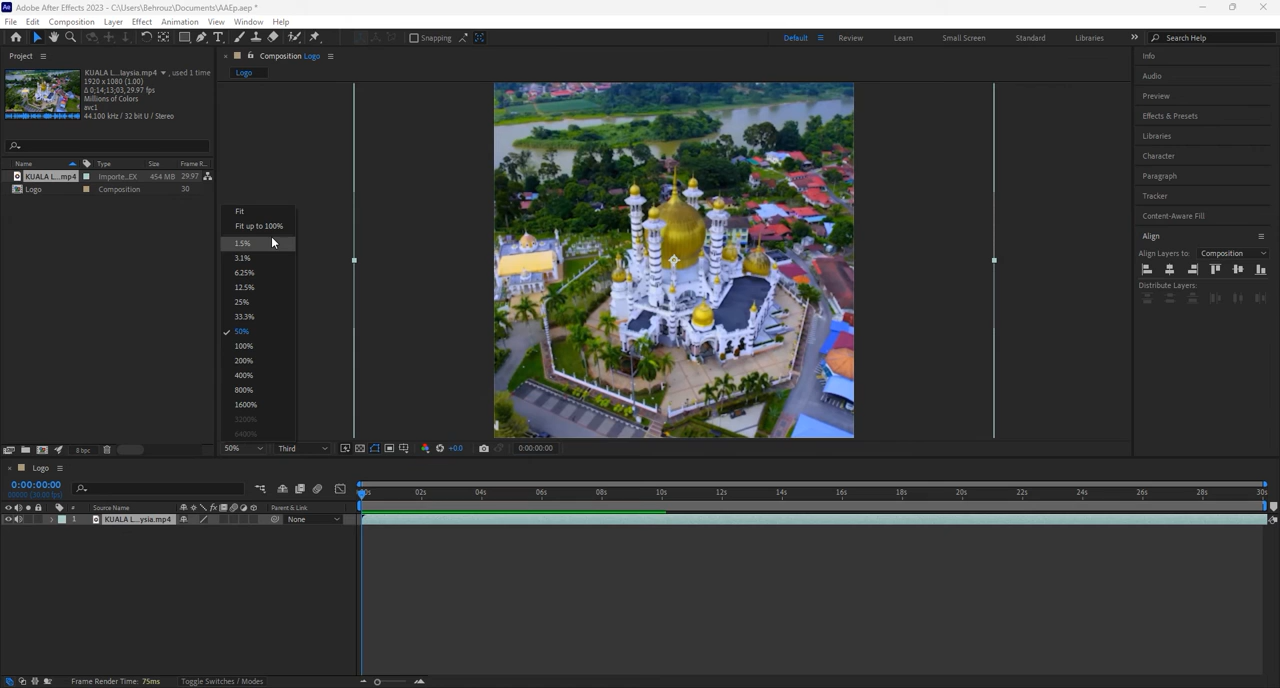 Adobe After Effects 2023 - C:\Users\Behrouz\Documents\AAEp.aep *
File Edit Composition Layer Effect Animation View Window Help
Snapping
Default Review Learn Small Screen Standard Libraries Search Help
Project
KUALA L...laysia.mp4 , used 1 time
1920 x 1080 (1.00)
Δ 0;14;13;03, 29.97 fps
Millions of Colors
avc1
44.100 kHz / 32 bit U / Stereo
Name Type Size Frame R...
KUALA L...mp4 Importe...EX 454 MB 29.97
Logo Composition 30
8 bpc
Composition Logo
Logo
Fit
Fit up to 100%
1.5%
3.1%
6.25%
12.5%
25%
33.3%
50%
100%
200%
400%
800%
1600%
3200%
6400%
50% Third +0.0 0:00:00:00
Info
Audio
Preview
Effects & Presets
Libraries
Character
Paragraph
Tracker
Content-Aware Fill
Align
Align Layers to: Composition
Distribute Layers:
Logo
0:00:00:00
00000 (30.00 fps)
:00s 02s 04s 06s 08s 10s 12s 14s 16s 18s 20s 22s 24s 26s 28s 30s
# Source Name Parent & Link
1 KUALA L...ysia.mp4 None
Frame Render Time: 75ms Toggle Switches / Modes